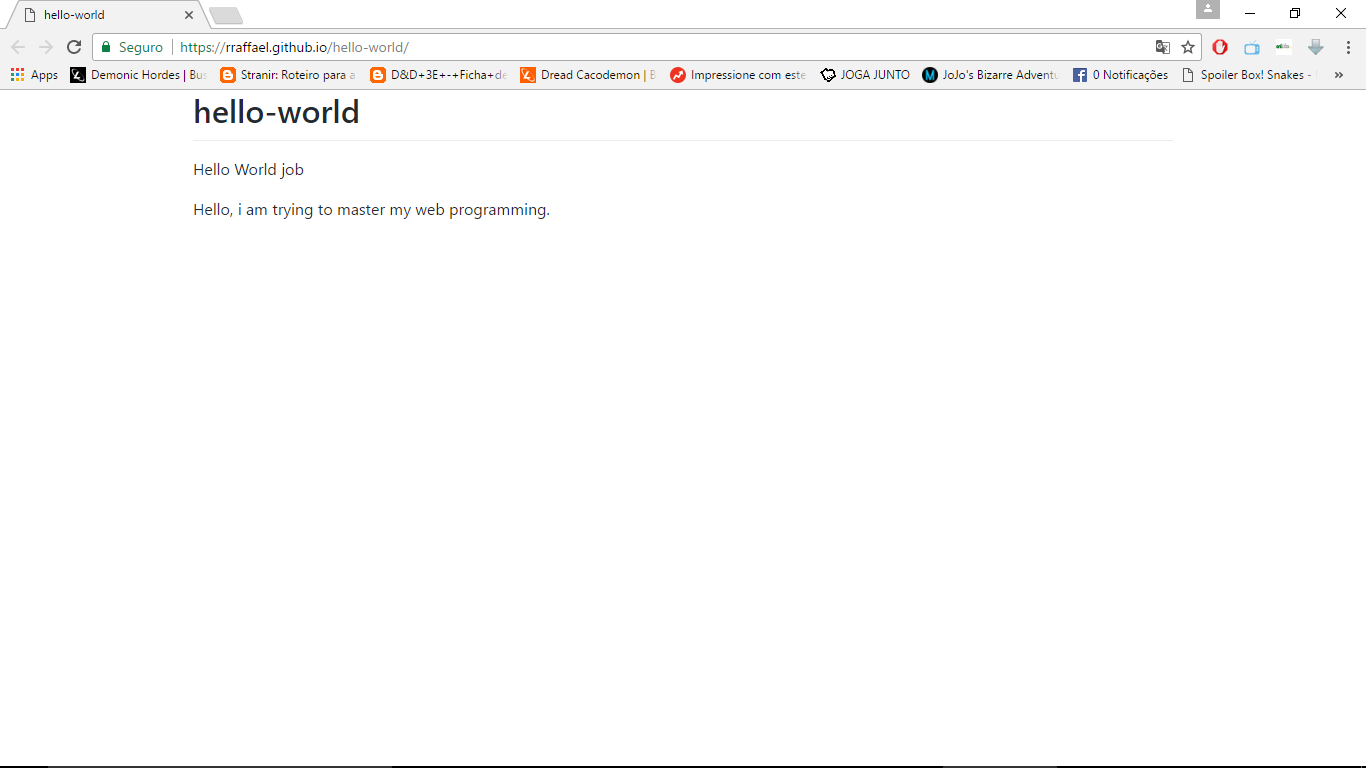 hello-world
Seguro https://rraffael.github.io/hello-world/
Apps Demonic Hordes | Bus Stranir: Roteiro para a D&D+3E+-+Ficha+de Dread Cacodemon | B Impressione com este JOGA JUNTO JoJo's Bizarre Adventu 0 Notificações Spoiler Box! Snakes - »
hello-world
Hello World job
Hello, i am trying to master my web programming.